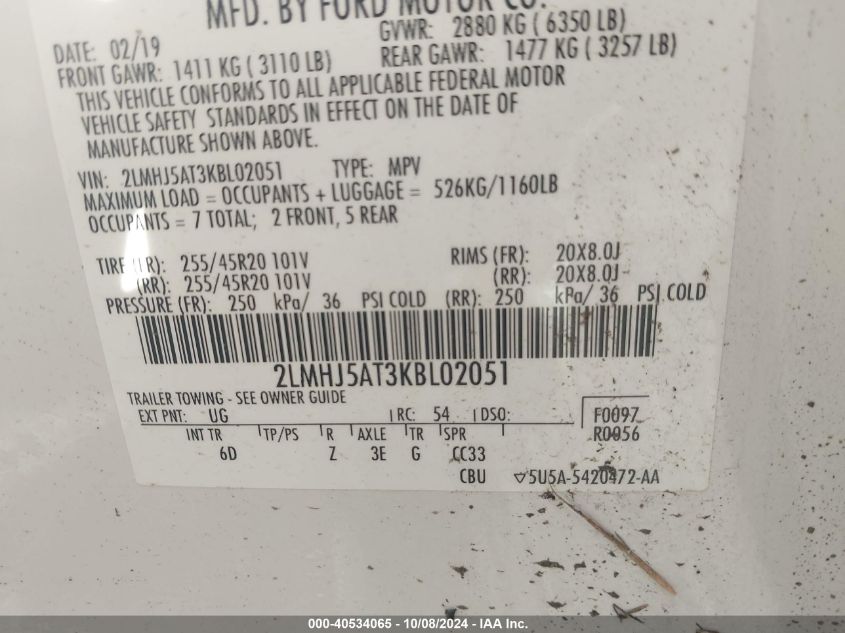 MFD. BY FORD MOTOR CO.
DATE: 02/19 GVWR: 2880 KG ( 6350 LB)
FRONT GAWR: 1411 KG ( 3110 LB) REAR GAWR: 1477 KG ( 3257 LB)
THIS VEHICLE CONFORMS TO ALL APPLICABLE FEDERAL MOTOR
VEHICLE SAFETY STANDARDS IN EFFECT ON THE DATE OF
MANUFACTURE SHOWN ABOVE.
VIN: 2LMHJ5AT3KBL02051 TYPE: MPV
MAXIMUM LOAD = OCCUPANTS + LUGGAGE = 526KG/1160LB
OCCUPANTS = 7 TOTAL; 2 FRONT, 5 REAR
TIRE (FR): 255/45R20 101V RIMS (FR): 20X8.0J
(RR): 255/45R20 101V (RR): 20X8.0J
PRESSURE (FR): 250 kPa/ 36 PSI COLD (RR): 250 kPa/ 36 PSI COLD
2LMHJ5AT3KBL02051
TRAILER TOWING - SEE OWNER GUIDE
EXT PNT: UG RC: 54 DSO: F0097
INT TR TP/PS R AXLE TR SPR R0056
6D Z 3E G CC33
CBU ▽5U5A-5420472-AA
000-40534065 - 10/08/2024 - IAA Inc.